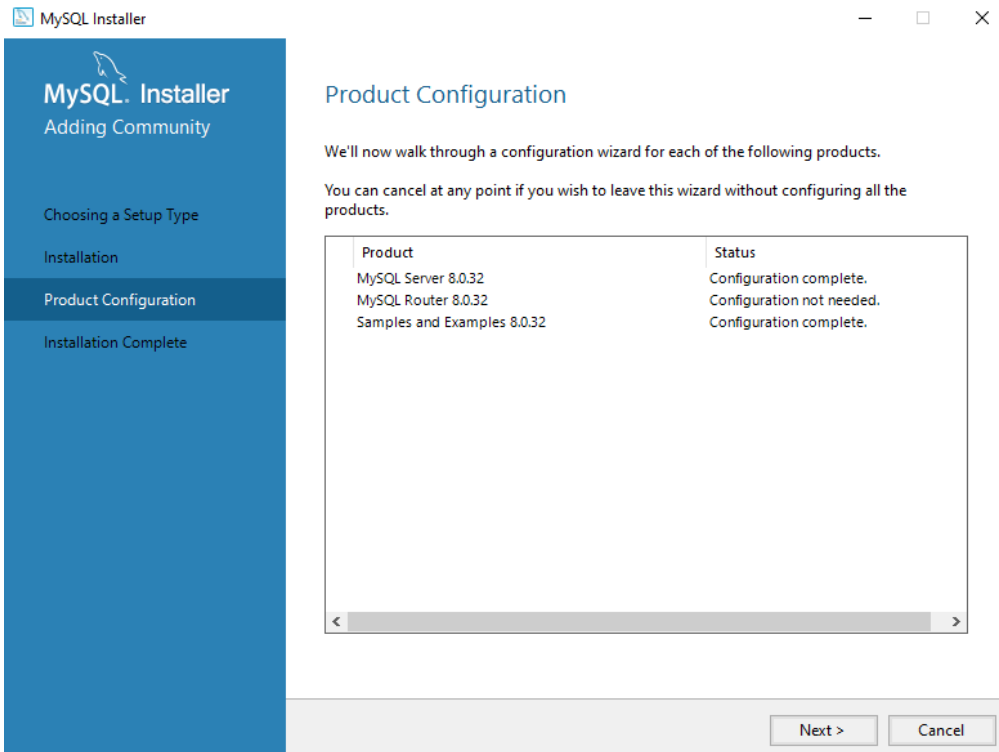 MySQL Installer
MySQL. Installer
Adding Community
Choosing a Setup Type
Installation
Product Configuration
Installation Complete
Product Configuration
We'll now walk through a configuration wizard for each of the following products.
You can cancel at any point if you wish to leave this wizard without configuring all the
products.
Product Status
MySQL Server 8.0.32 Configuration complete.
MySQL Router 8.0.32 Configuration not needed.
Samples and Examples 8.0.32 Configuration complete.
Next > Cancel